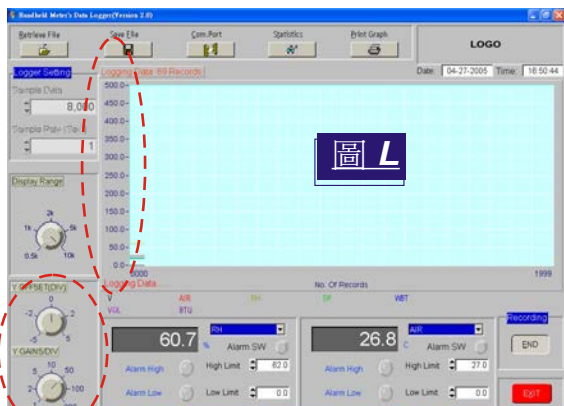 Handheld Meter's Data Logger(Version 2.0)
Retrieve File Save File Com.Port Statistics Print Graph LOGO
Logger Setting Logging Data 69 Records Date: 04-27-2005 Time: 16:50:44
Sample Data
8,000
1
500.0
450.0
400.0
350.0
300.0
250.0
200.0
150.0
100.0
50.0
0.0
圖 L
Display Range
2k
1k 5k
0.5k 10k
0000 No. Of Records 1999
Logging Data
V AIR RH DP WBT
VOL BTU
Y OFFSET(DIV)
0
-2 2
-5 5
Y GAINS/DIV
10
5 50
2 100
1 200
60.7 % RH Alarm SW
Alarm High High Limit 62.0
Alarm Low Low Limit 0.0
26.8 C AIR Alarm SW
Alarm High High Limit 27.0
Alarm Low Low Limit 0.0
Recording
END
EXIT